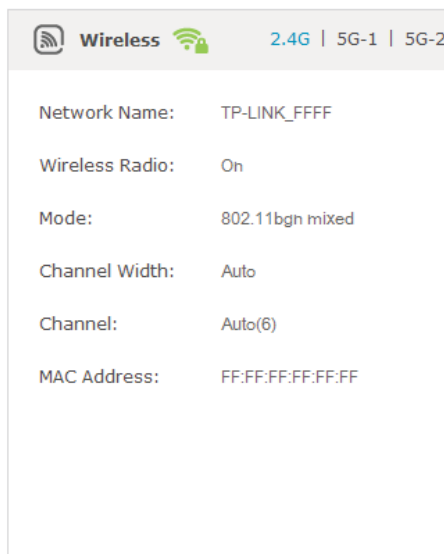 Wireless 2.4G | 5G-1 | 5G-2
Network Name: TP-LINK_FFFF
Wireless Radio: On
Mode: 802.11bgn mixed
Channel Width: Auto
Channel: Auto(6)
MAC Address: FF:FF:FF:FF:FF:FF